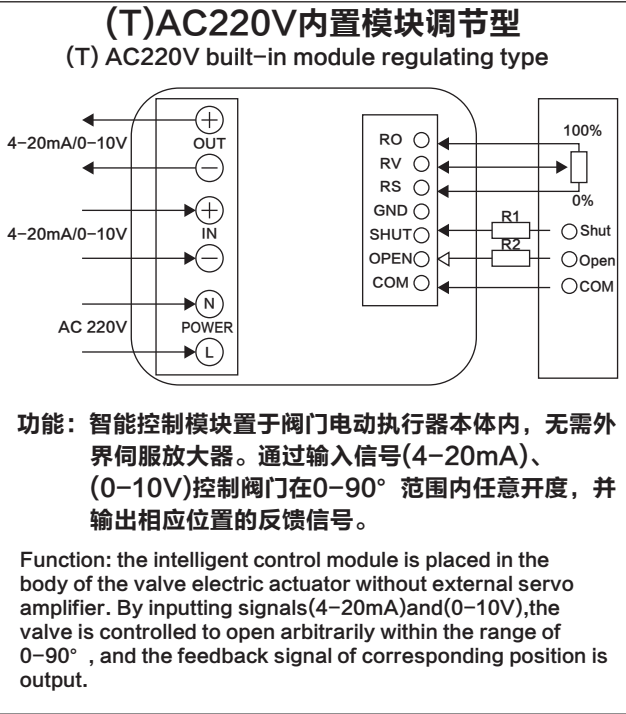 (T)AC220V内置模块调节型
(T) AC220V built-in module regulating type
4-20mA/0-10V
OUT
4-20mA/0-10V
IN
N
AC 220V
POWER
L
RO
RV
RS
GND
SHUT
OPEN
COM
R1
R2
100%
0%
Shut
Open
COM
功能：智能控制模块置于阀门电动执行器本体内，无需外
界伺服放大器。通过输入信号(4-20mA)、
(0-10V)控制阀门在0-90°范围内任意开度，并
输出相应位置的反馈信号。
Function: the intelligent control module is placed in the
body of the valve electric actuator without external servo
amplifier. By inputting signals(4-20mA)and(0-10V),the
valve is controlled to open arbitrarily within the range of
0-90° , and the feedback signal of corresponding position is
output.